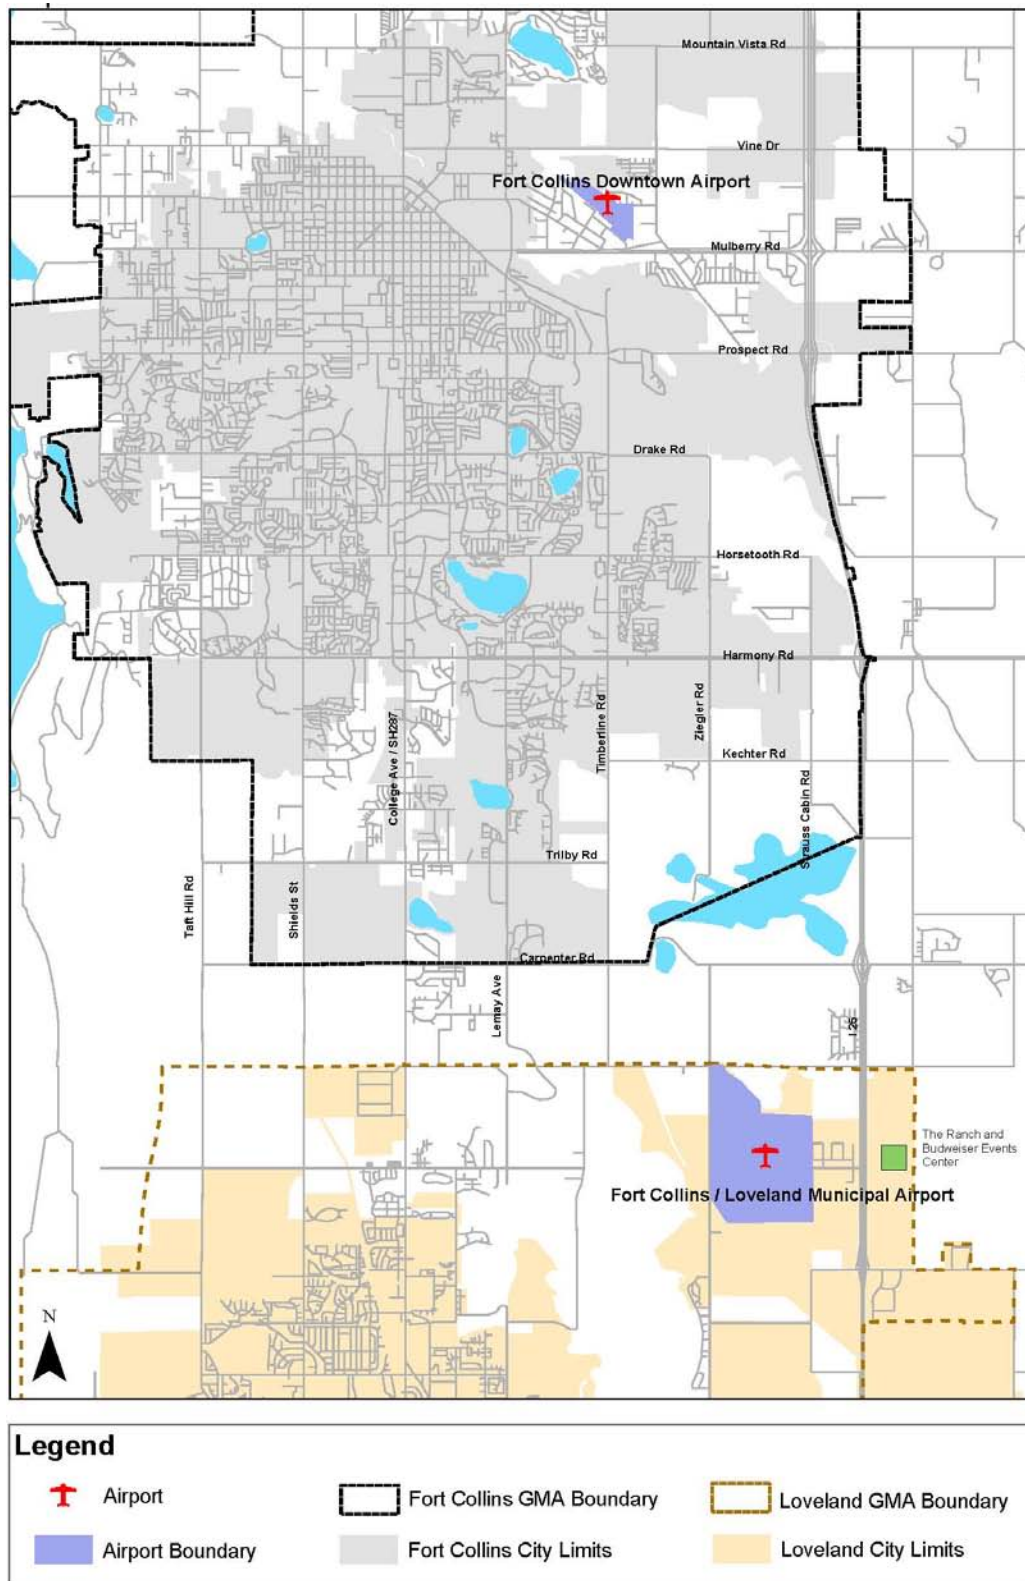 Mountain Vista Rd
Vine Dr
Fort Collins Downtown Airport
Mulberry Rd
Prospect Rd
Drake Rd
Horsetooth Rd
Harmony Rd
Ziegler Rd
Timberline Rd
College Ave / SH287
Kechter Rd
Strauss Cabin Rd
Trilby Rd
Taft Hill Rd
Shields St
Carpenter Rd
Lemay Ave
I 25
The Ranch and
Budweiser Events
Center
Fort Collins / Loveland Municipal Airport
N
Legend
Airport
Fort Collins GMA Boundary
Loveland GMA Boundary
Airport Boundary
Fort Collins City Limits
Loveland City Limits